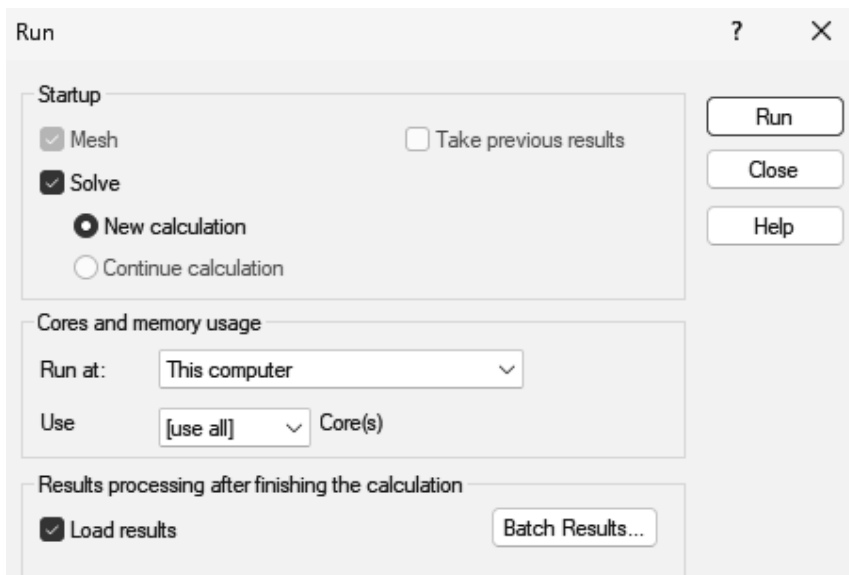 Run ?
Startup
Run
Mesh Take previous results
Close
Solve
New calculation Help
Continue calculation
Cores and memory usage
Run at: This computer
Use [use all] Core(s)
Results processing after finishing the calculation
Load results Batch Results...